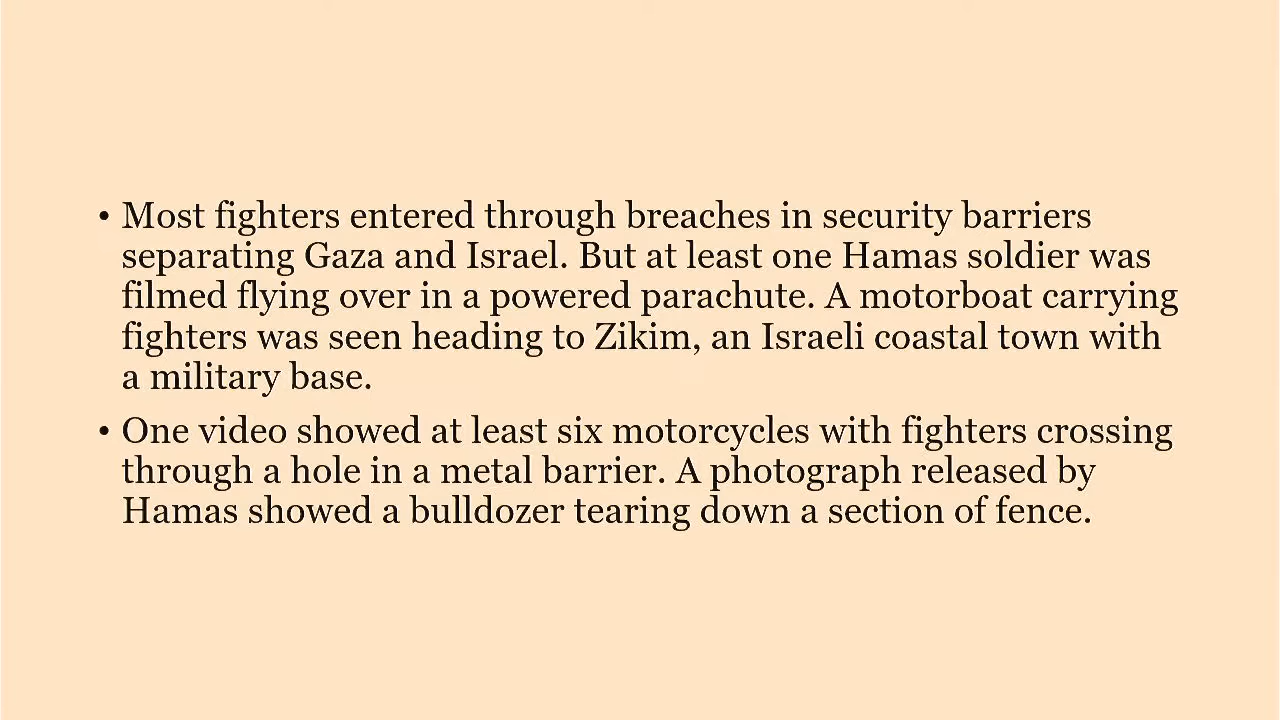 • Most fighters entered through breaches in security barriers
separating Gaza and Israel. But at least one Hamas soldier was
filmed flying over in a powered parachute. A motorboat carrying
fighters was seen heading to Zikim, an Israeli coastal town with
a military base.
• One video showed at least six motorcycles with fighters crossing
through a hole in a metal barrier. A photograph released by
Hamas showed a bulldozer tearing down a section of fence.